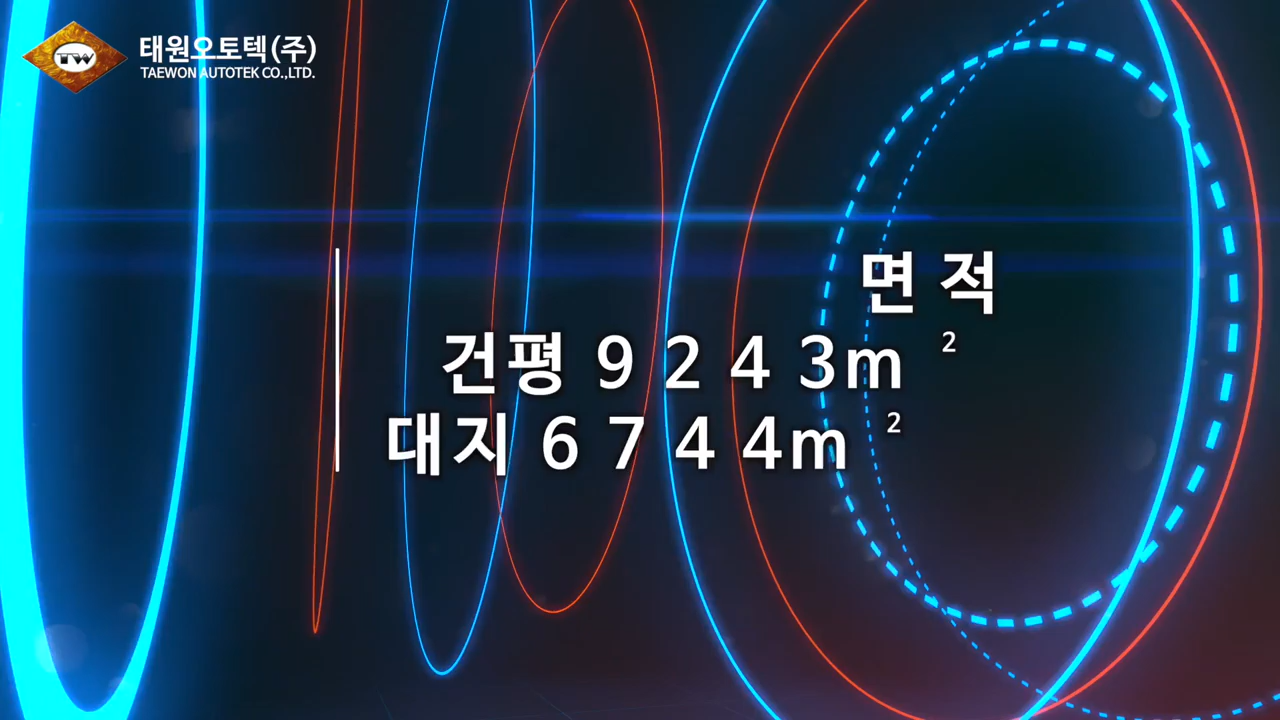 TW
태원오토텍(주)
TAEWON AUTOTEK CO.,LTD.
면 적
건평 9 2 4 3m ²
대지 6 7 4 4m ²